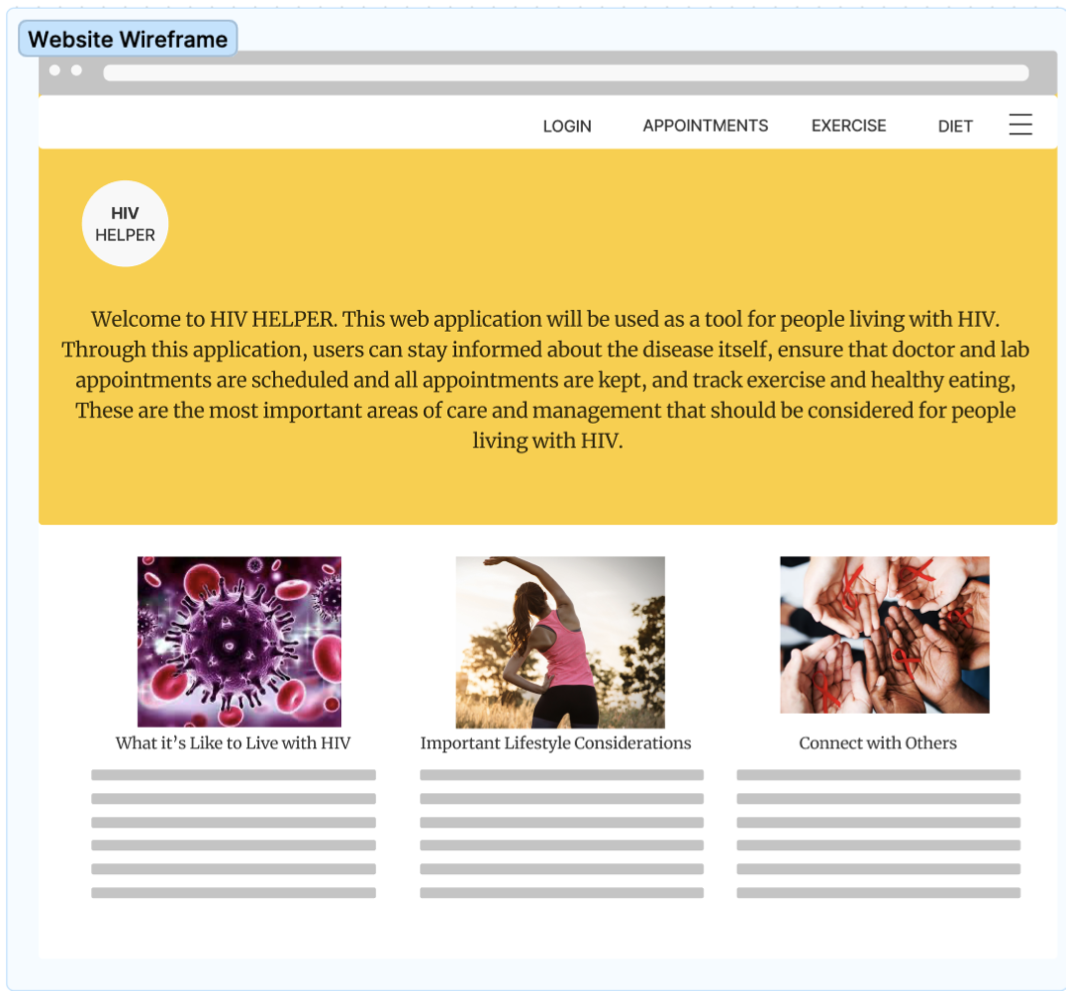 Website Wireframe
LOGIN APPOINTMENTS EXERCISE DIET
HIV
HELPER
Welcome to HIV HELPER. This web application will be used as a tool for people living with HIV.
Through this application, users can stay informed about the disease itself, ensure that doctor and lab
appointments are scheduled and all appointments are kept, and track exercise and healthy eating,
These are the most important areas of care and management that should be considered for people
living with HIV.
What it’s Like to Live with HIV
Important Lifestyle Considerations
Connect with Others